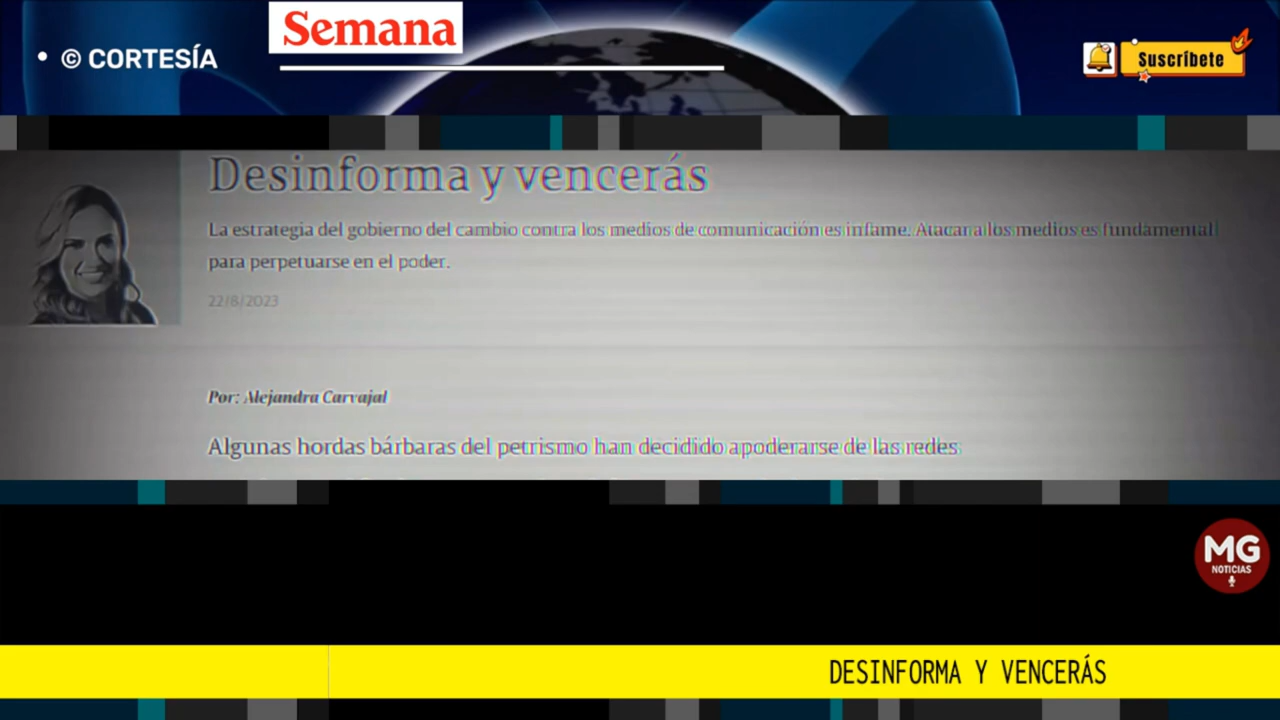 • © CORTESÍA
Semana
Suscríbete
Desinforma y vencerás
La estrategia del gobierno del cambio contra los medios de comunicación es infame. Atacar a los medios es fundamental
para perpetuarse en el poder.
22/8/2023
Por: Alejandra Carvajal
Algunas hordas bárbaras del petrismo han decidido apoderarse de las redes
MG
NOTICIAS
DESINFORMA Y VENCERÁS